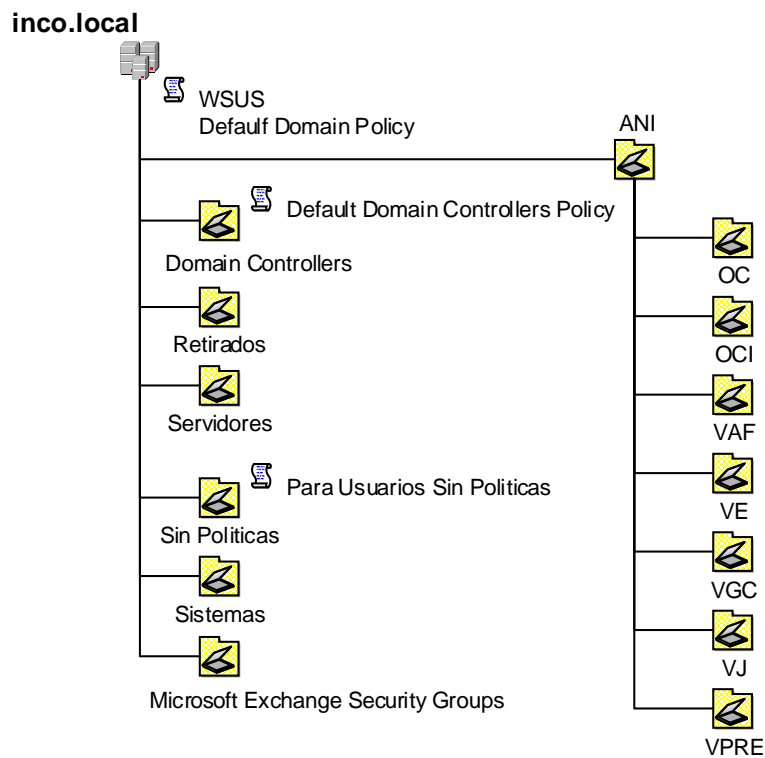 inco.local
WSUS
Defaulf Domain Policy
ANI
Default Domain Controllers Policy
Domain Controllers
Retirados
Servidores
Para Usuarios Sin Politicas
Sin Politicas
Sistemas
Microsoft Exchange Security Groups
OC
OCI
VAF
VE
VGC
VJ
VPRE